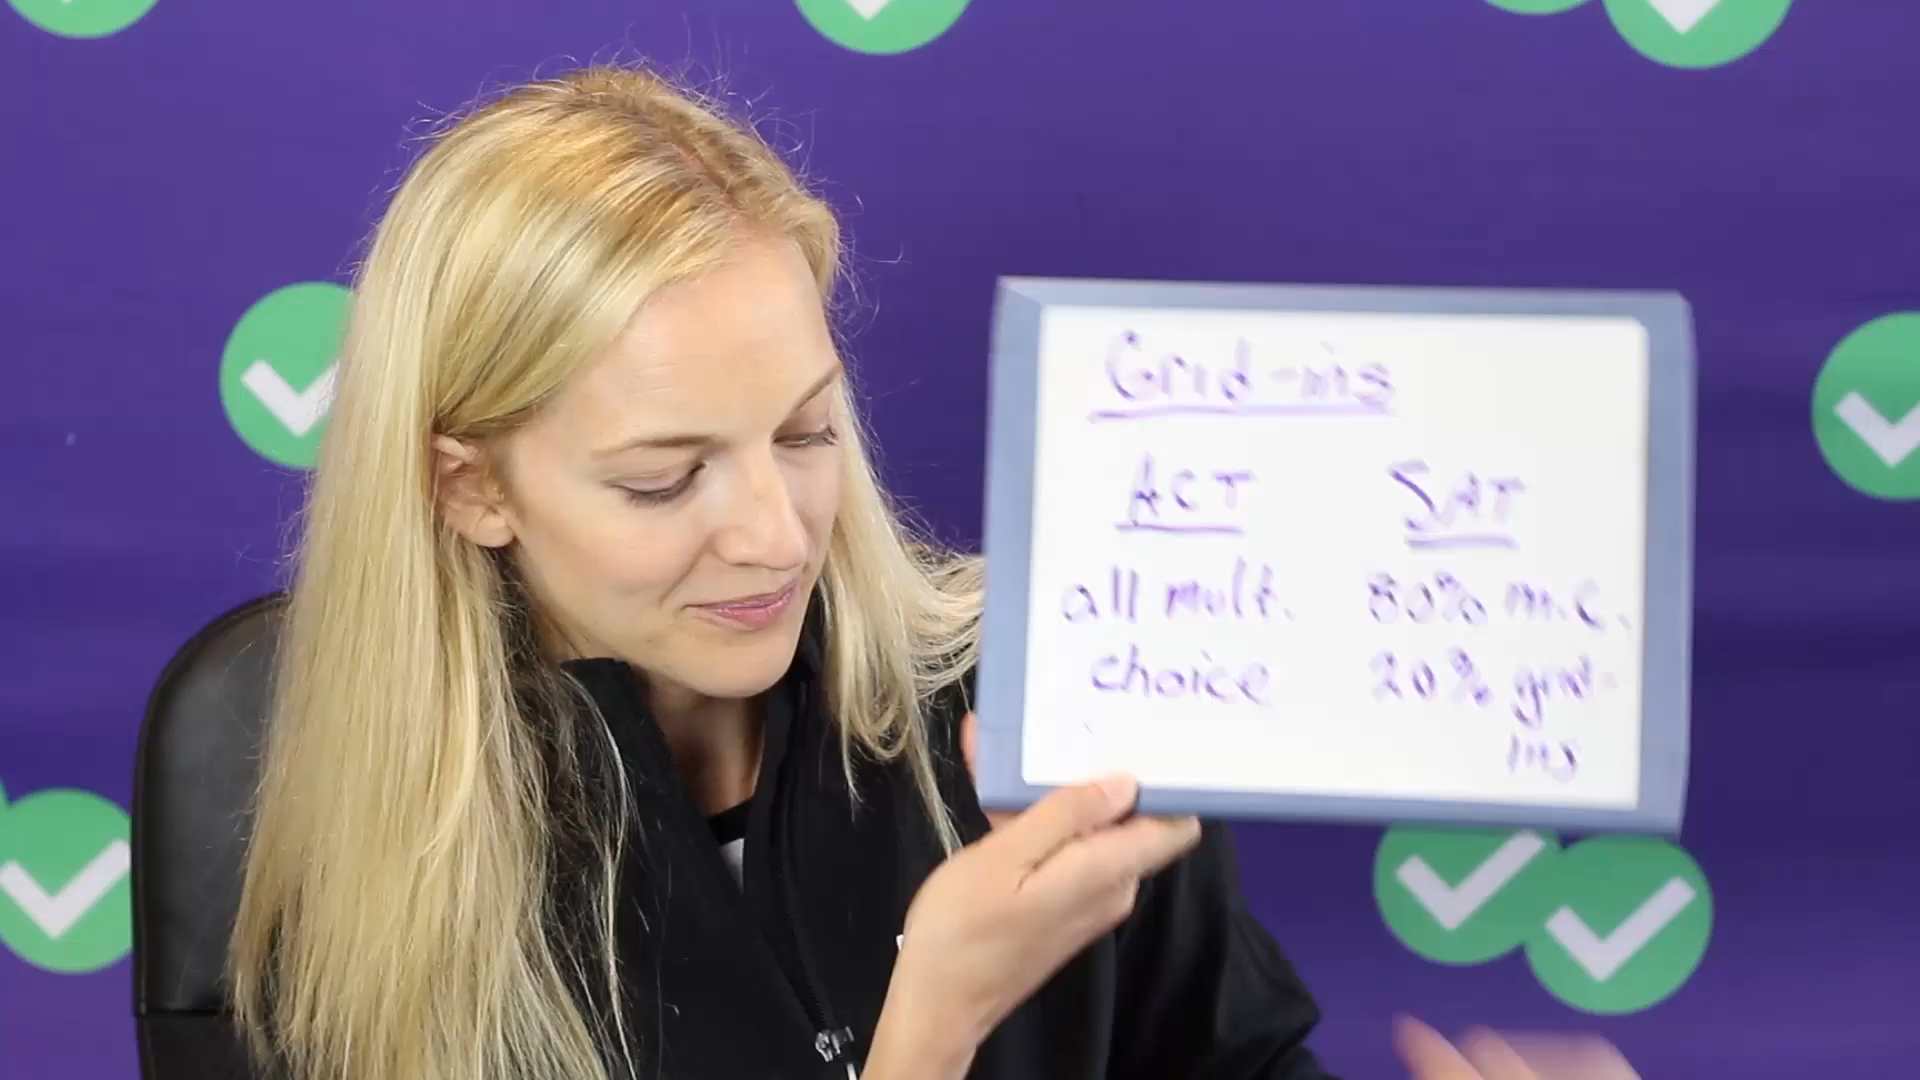 Grid-ins
ACT SAT
all mult. 80% m.c.
choice 20% grid-
ins